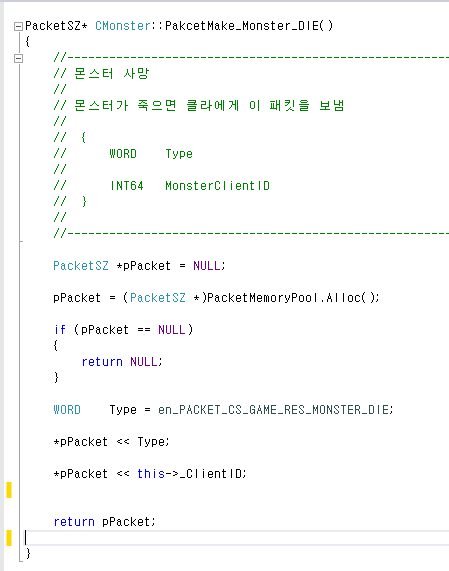 PacketSZ* CMonster::PakcetMake_Monster_DIE()
{
//------------------------------------------------------
// 몬스터 사망
//
// 몬스터가 죽으면 클라에게 이 패킷을 보냄
//
// {
// WORD Type
//
// INT64 MonsterClientID
// }
//
//------------------------------------------------------
PacketSZ *pPacket = NULL;
pPacket = (PacketSZ *)PacketMemoryPool.Alloc();
if (pPacket == NULL)
{
return NULL;
}
WORD Type = en_PACKET_CS_GAME_RES_MONSTER_DIE;
*pPacket << Type;
*pPacket << this->_ClientID;
return pPacket;
}